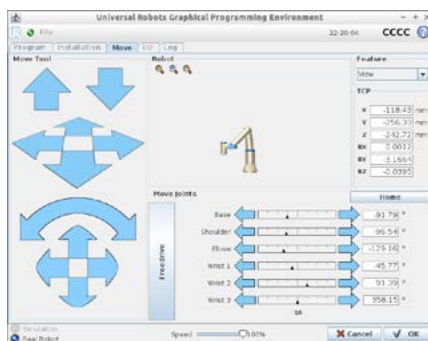 Universal Robots Graphical Programming Environment
File
22:20:04 CCCC
Program Installation Move I/O Log
Move Tool
Robot
Feature
View
TCP
X -118.43 mm
Y -256.33 mm
Z -242.72 mm
RX 0.0012
RY -3.1664
RZ -0.0395
Move Joints
Home
Freedrive
Base -91.79 °
Shoulder -96.54 °
Elbow -129.16 °
Wrist 1 -45.77 °
Wrist 2 91.39 °
Wrist 3 358.15 °
Simulation
Real Robot
Speed 100%
Cancel
OK